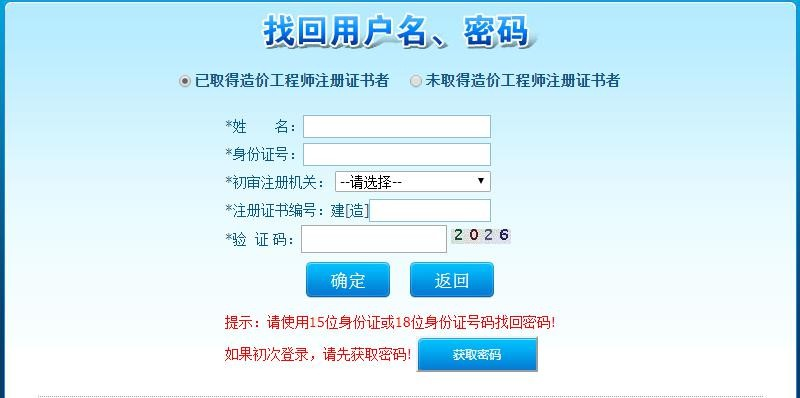 找回用户名、密码
已取得造价工程师注册证书者 未取得造价工程师注册证书者
*姓 名：
*身份证号：
*初审注册机关： --请选择--
*注册证书编号：建[造]
*验 证 码： 2026
确定 返回
提示：请使用15位身份证或18位身份证号码找回密码!
如果初次登录，请先获取密码! 获取密码